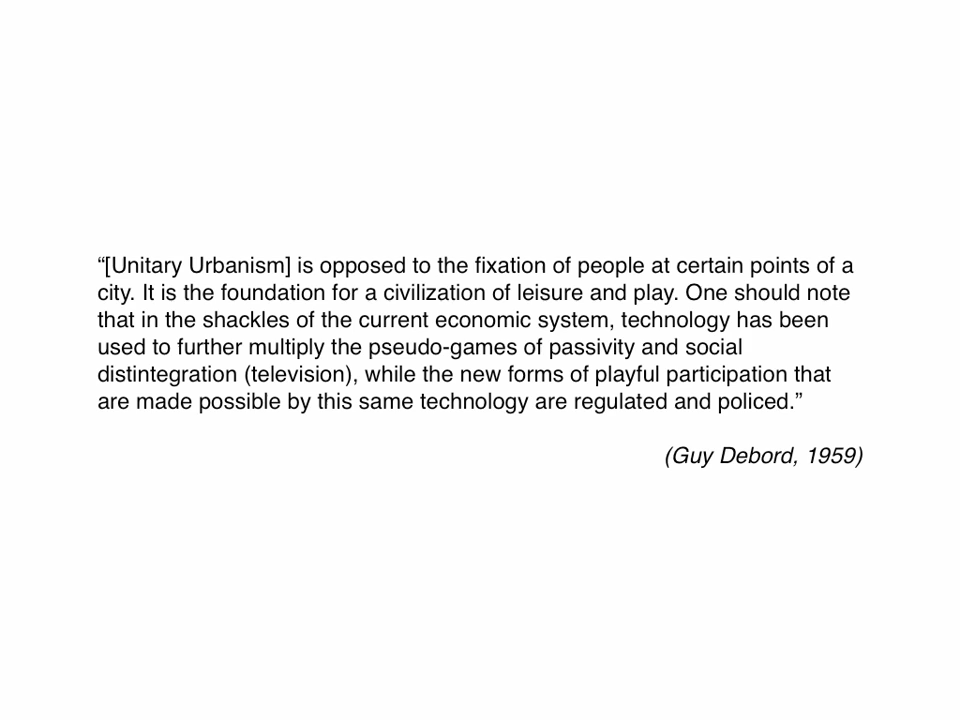 “[Unitary Urbanism] is opposed to the fixation of people at certain points of a
city. It is the foundation for a civilization of leisure and play. One should note
that in the shackles of the current economic system, technology has been
used to further multiply the pseudo-games of passivity and social
distintegration (television), while the new forms of playful participation that
are made possible by this same technology are regulated and policed.”
(Guy Debord, 1959)